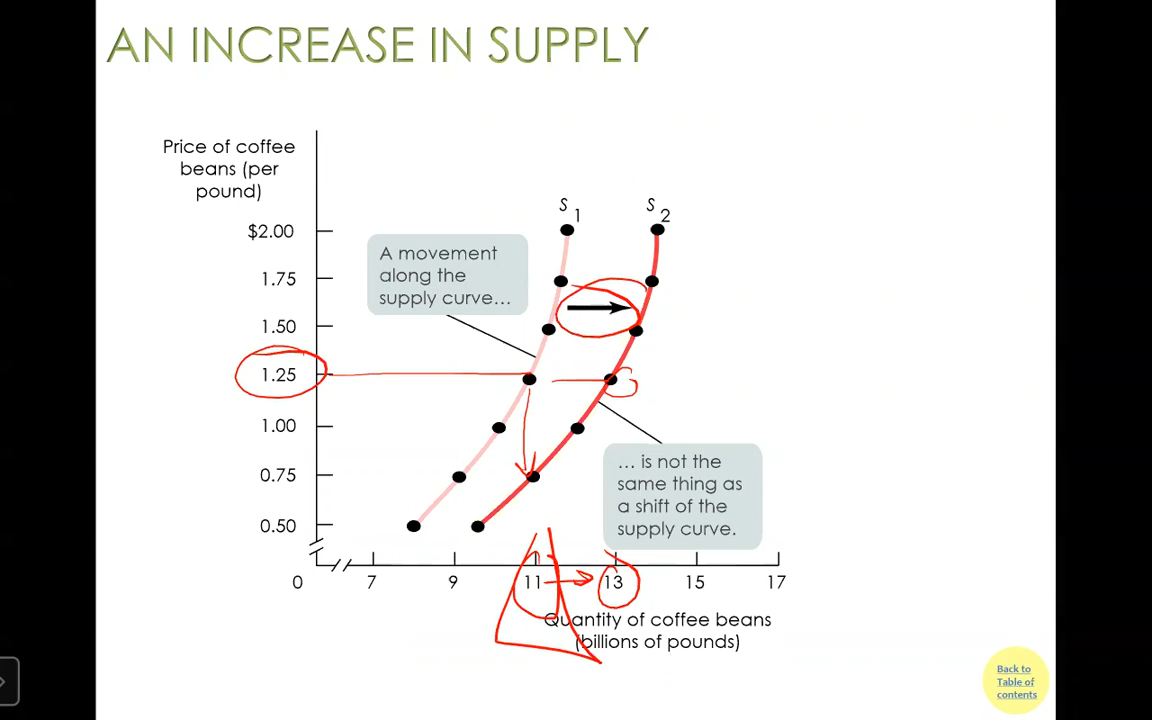 AN INCREASE IN SUPPLY
Price of coffee
beans (per
pound)
S 1
S 2
$2.00
1.75
1.50
1.25
1.00
0.75
0.50
A movement
along the
supply curve…
… is not the
same thing as
a shift of the
supply curve.
0
7
9
11
13
15
17
Quantity of coffee beans
(billions of pounds)
Back to
Table of
contents